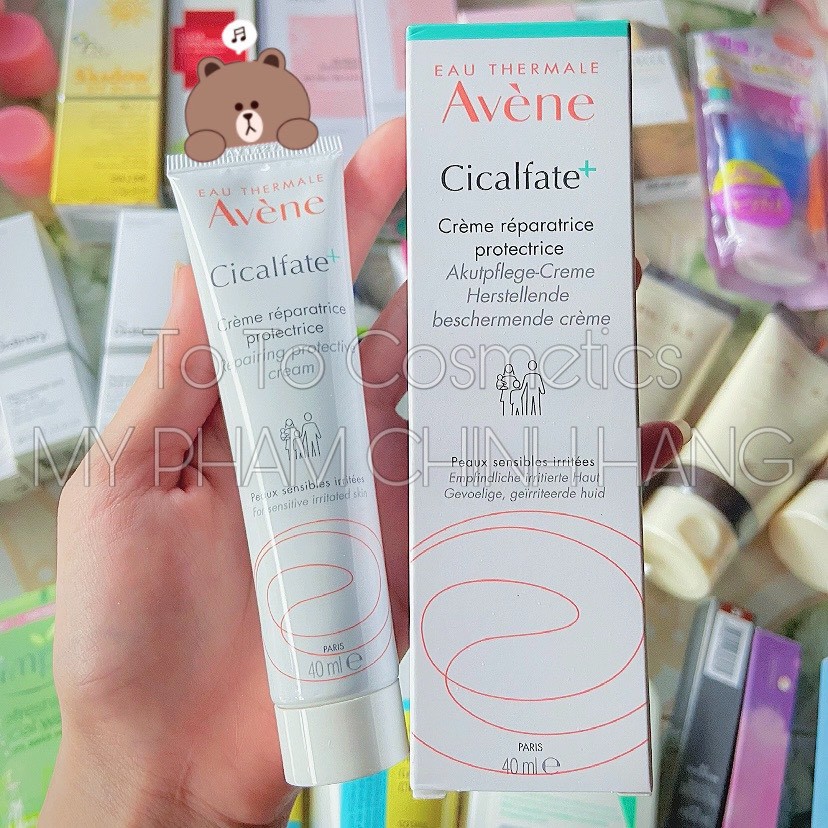 EAU THERMALE
Avène
Cicalfate+
Crème réparatrice
protectrice
Repairing protective
cream
Peaux sensibles irritées
For sensitive irritated skin
PARIS
40 ml e
EAU THERMALE
Avène
Cicalfate+
Crème réparatrice
protectrice
Akutpflege-Creme
Herstellende
beschermende crème
Peaux sensibles irritées
Empfindliche irritierte Haut
Gevoelige, geïrriteerde huid
PARIS
40 ml e
To To Cosmetics
MY PHAM CHINH HANG